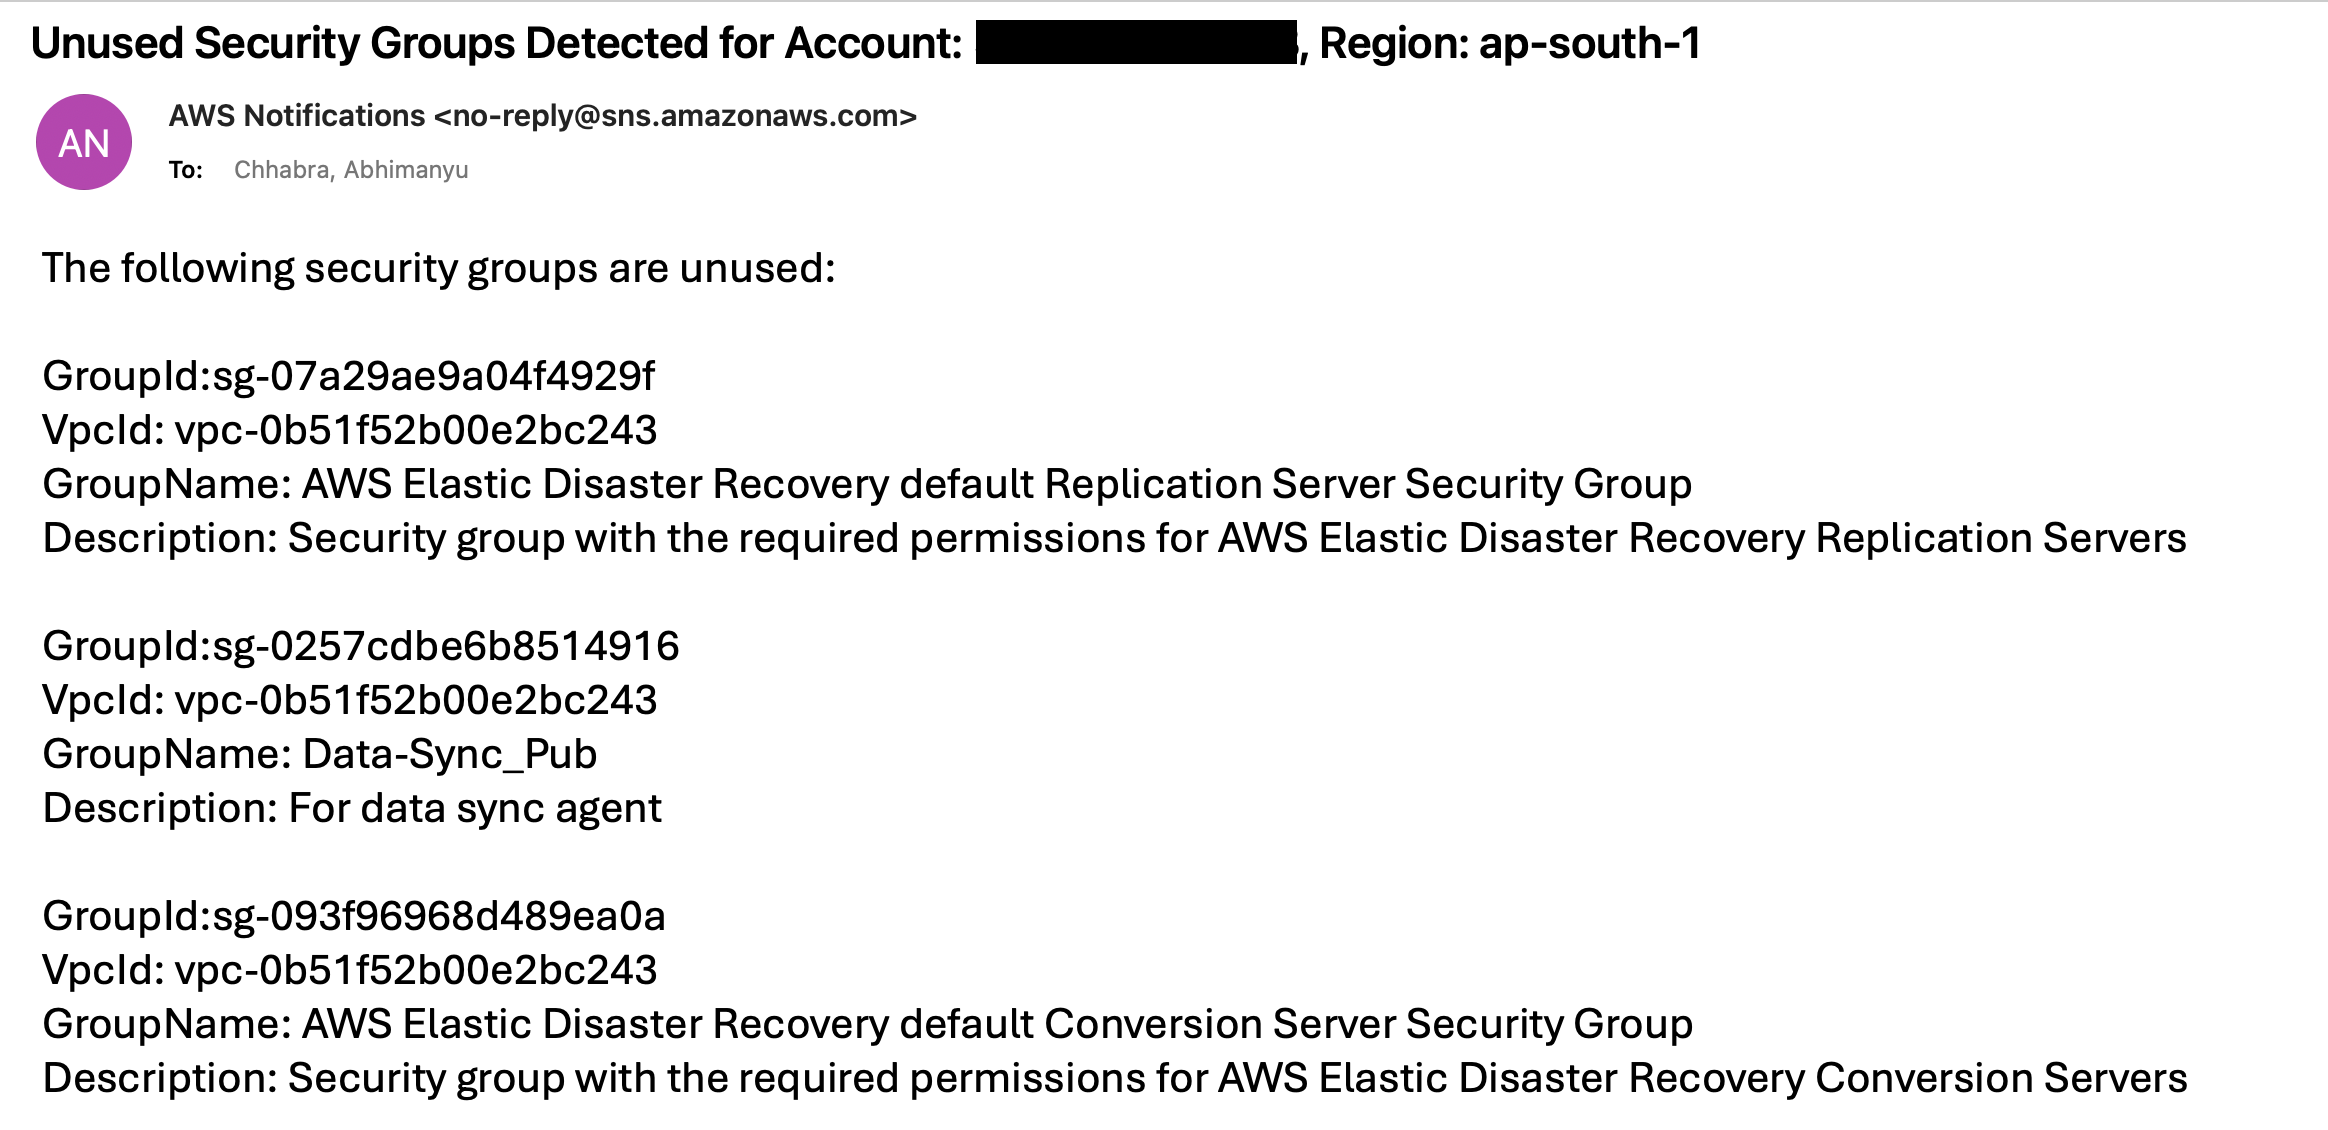 Unused Security Groups Detected for Account: , Region: ap-south-1
AN
AWS Notifications <no-reply@sns.amazonaws.com>
To: Chhabra, Abhimanyu
The following security groups are unused:
GroupId:sg-07a29ae9a04f4929f
VpcId: vpc-0b51f52b00e2bc243
GroupName: AWS Elastic Disaster Recovery default Replication Server Security Group
Description: Security group with the required permissions for AWS Elastic Disaster Recovery Replication Servers
GroupId:sg-0257cdbe6b8514916
VpcId: vpc-0b51f52b00e2bc243
GroupName: Data-Sync_Pub
Description: For data sync agent
GroupId:sg-093f96968d489ea0a
VpcId: vpc-0b51f52b00e2bc243
GroupName: AWS Elastic Disaster Recovery default Conversion Server Security Group
Description: Security group with the required permissions for AWS Elastic Disaster Recovery Conversion Servers